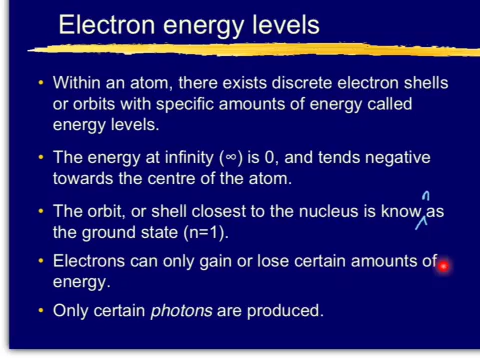 Electron energy levels
• Within an atom, there exists discrete electron shells
or orbits with specific amounts of energy called
energy levels.
• The energy at infinity (∞) is 0, and tends negative
towards the centre of the atom.
n
• The orbit, or shell closest to the nucleus is know as
the ground state (n=1).
• Electrons can only gain or lose certain amounts of
energy.
• Only certain photons are produced.